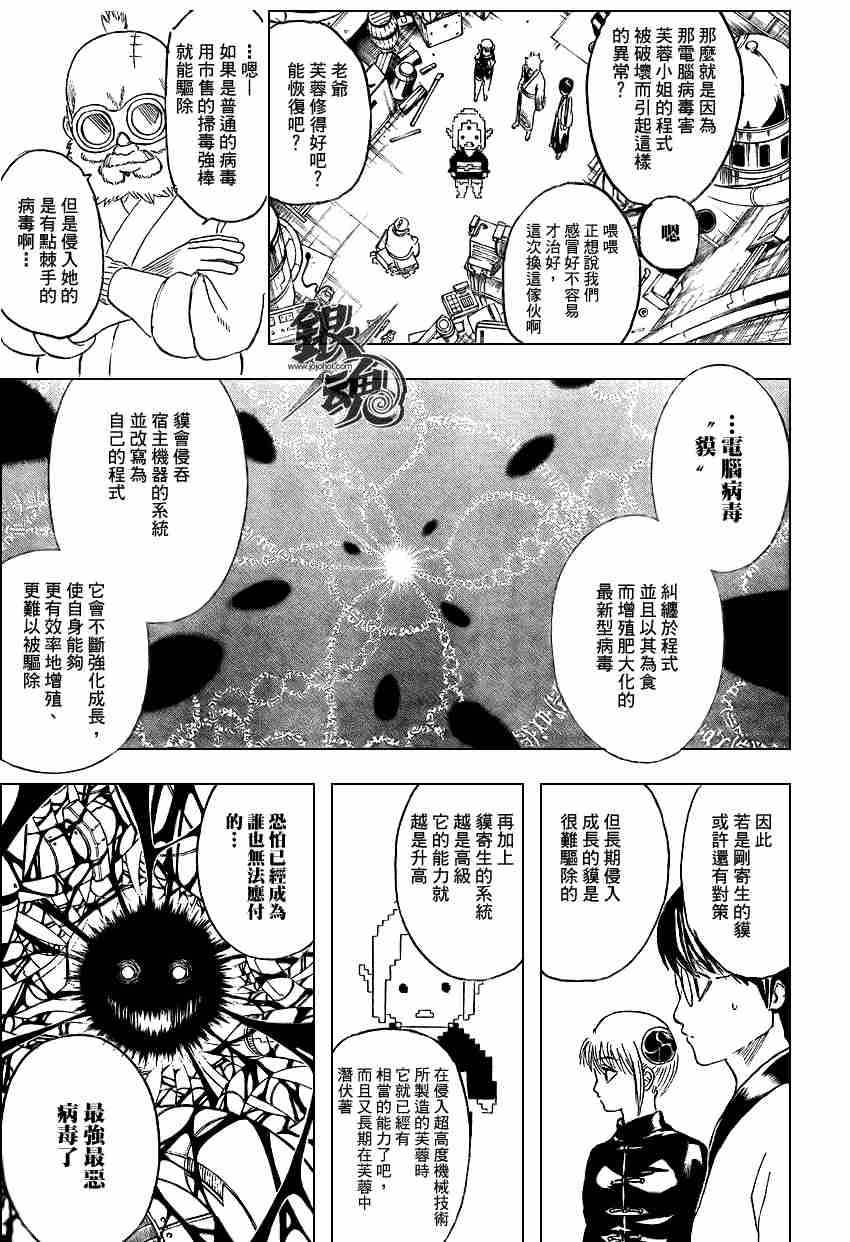 那麼就是因為
那電腦病毒害
芙蓉小姐的程式
被破壞而引起這樣
的異常？
嗯
喂喂
正想說我們
感冒好不容易
才治好，
這次換這傢伙啊
老爺
芙蓉修得好吧？
能恢復吧？
…嗯—
如果是普通的病毒
用市售的掃毒強棒
就能驅除
但是侵入她的
是有點棘手的
病毒啊…
銀魂
www.jojohot.com
…電腦病毒
〝貘〞
糾纏於程式
並且以其為食
而增殖肥大化的
最新型病毒
貘會侵吞
宿主機器的系統
並改寫為
自己的程式
它會不斷強化成長，
使自身能夠
更有效率地增殖、
更難以被驅除
因此
若是剛寄生的貘
或許還有對策
但長期侵入
成長的貘是
很難驅除的
再加上
貘寄生的系統
越是高級
它的能力就
越是升高
在侵入超高度機械技術
所製造的芙蓉時
它就已經有
相當的能力了吧，
而且又長期在芙蓉中
潛伏著
恐怕已經成為
誰也無法應付
的…
最強最惡
病毒了